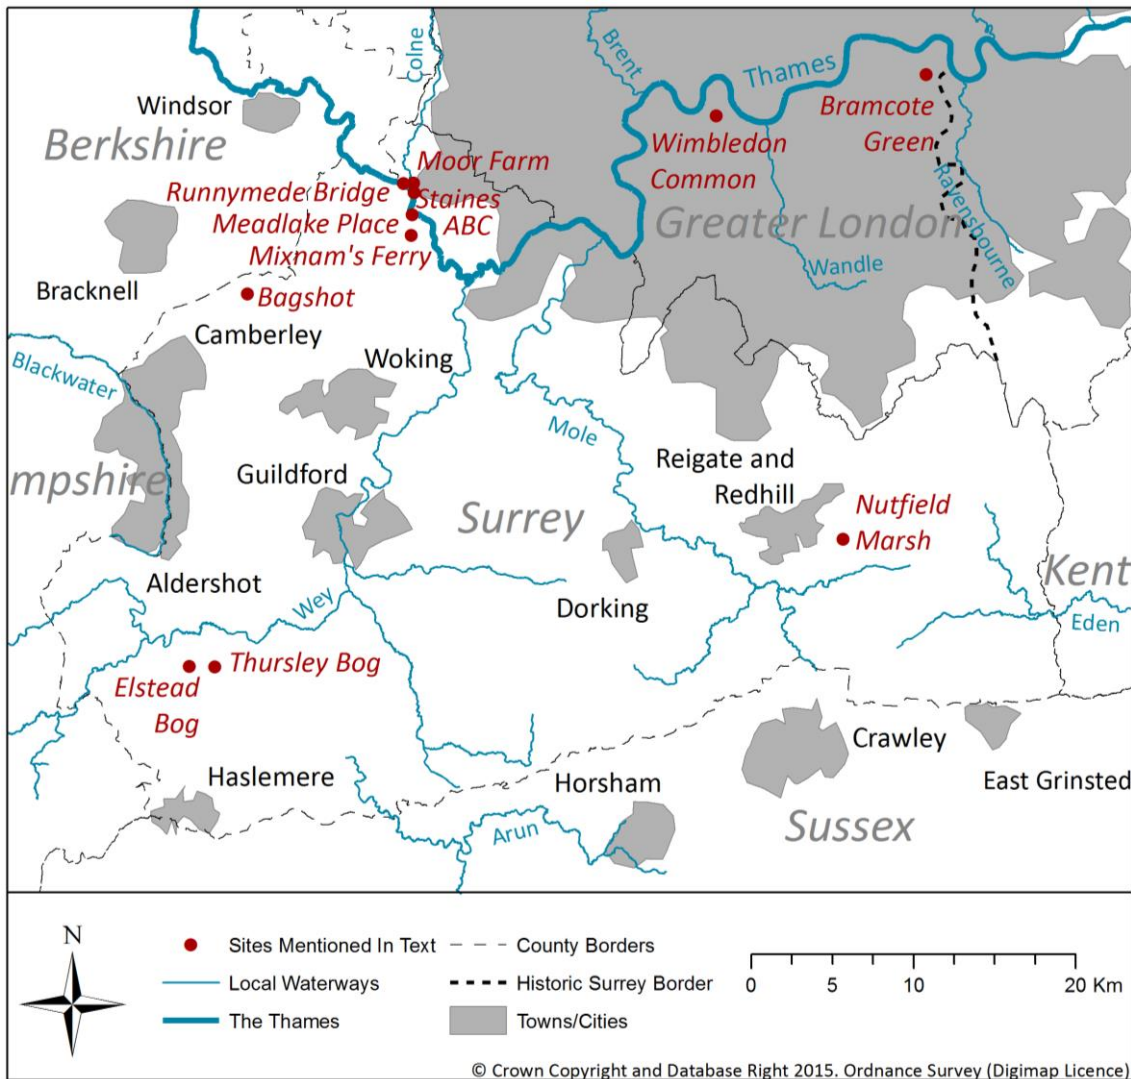 Colne
Brent
Thames
Windsor
Berkshire
Bramcote
Green
Moor Farm
Wimbledon
Common
Runnymede Bridge
Staines
ABC
Meadlake Place
Mixnam's Ferry
Greater London
Ravensbourne
Wandle
Bracknell
Bagshot
Camberley
Woking
Blackwater
Mole
Reigate and
Redhill
Guildford
mpshire
Surrey
Nutfield
Marsh
Kent
Aldershot
Wey
Dorking
Eden
Thursley Bog
Elstead
Bog
Crawley
Haslemere
Horsham
East Grinsted
Arun
Sussex
N
Sites Mentioned In Text
Local Waterways
The Thames
County Borders
Historic Surrey Border
Towns/Cities
0 5 10 20 Km
© Crown Copyright and Database Right 2015. Ordnance Survey (Digimap Licence)